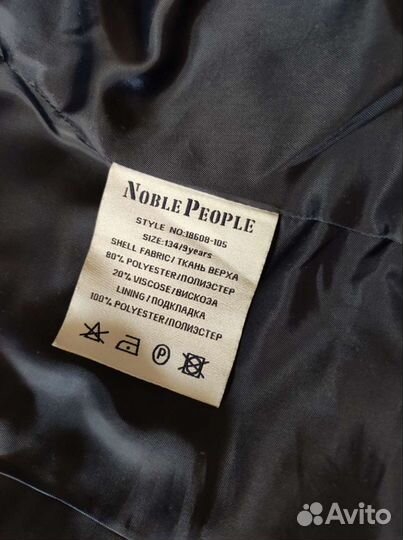 NOBLE PEOPLE
STYLE NO:18608-105
SIZE:134/9years
SHELL FABRIC/ ТКАНЬ ВЕРХА
80% POLYESTER/ПОЛИЭСТЕР
20% VISCOSE/ВИСКОЗА
LINING/ПОДКЛАДКА
100% POLYESTER/ПОЛИЭСТЕР
P
Avito